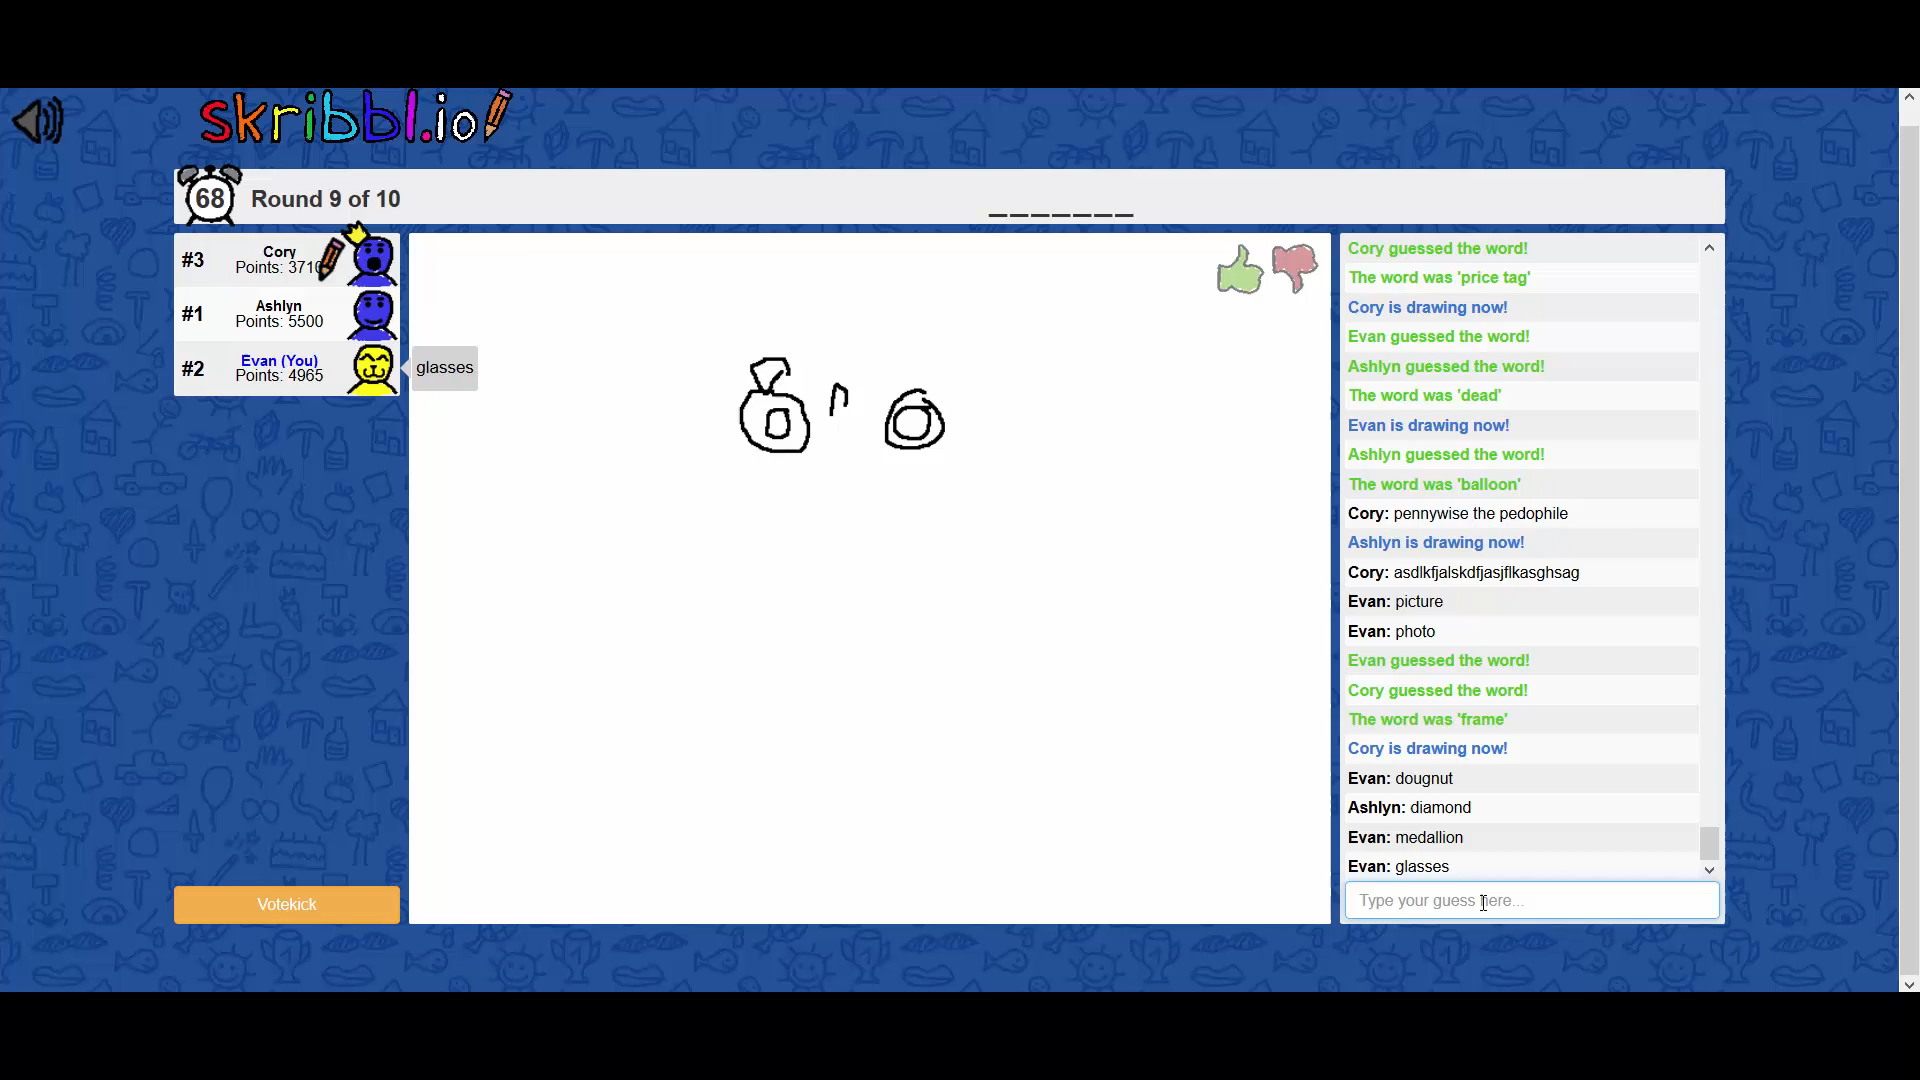 skribbl.io
68
Round 9 of 10
_______
#3
Cory
Points: 3710
#1
Ashlyn
Points: 5500
#2
Evan (You)
Points: 4965
glasses
Votekick
Cory guessed the word!
The word was 'price tag'
Cory is drawing now!
Evan guessed the word!
Ashlyn guessed the word!
The word was 'dead'
Evan is drawing now!
Ashlyn guessed the word!
The word was 'balloon'
Cory: pennywise the pedophile
Ashlyn is drawing now!
Cory: asdlkfjalskdfjasjflkasghsag
Evan: picture
Evan: photo
Evan guessed the word!
Cory guessed the word!
The word was 'frame'
Cory is drawing now!
Evan: dougnut
Ashlyn: diamond
Evan: medallion
Evan: glasses
Type your guess here...